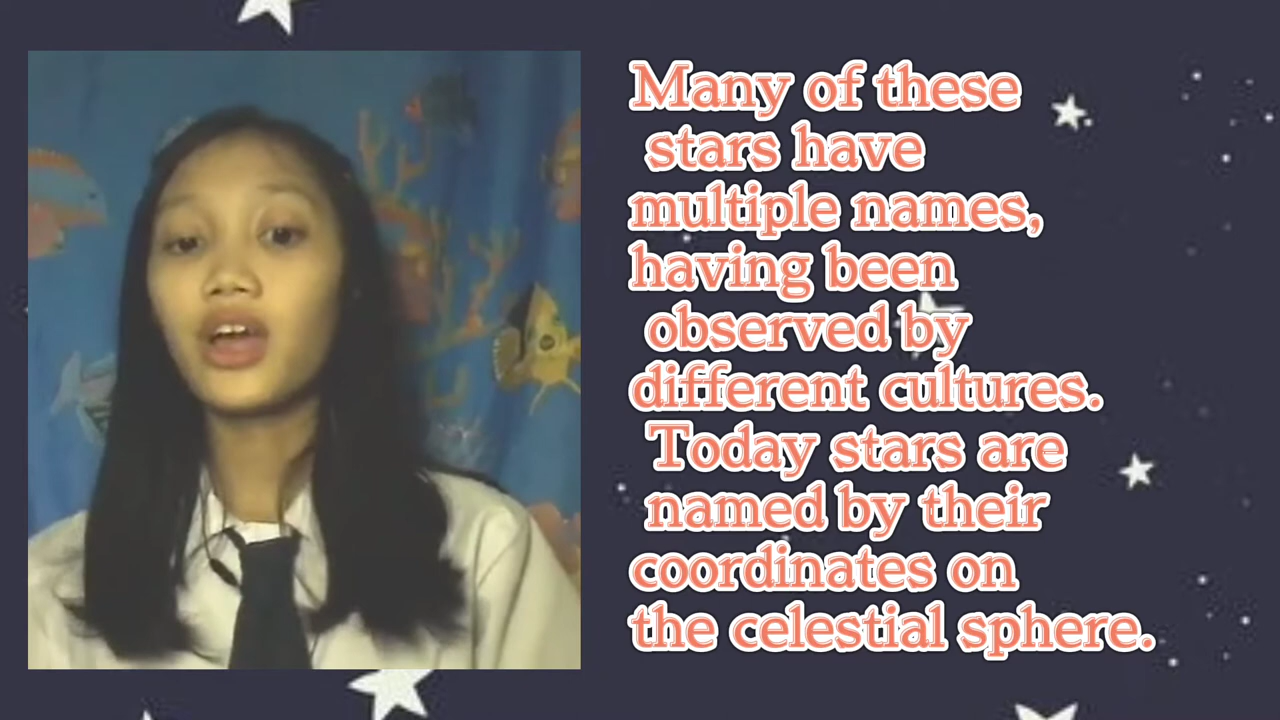 Many of these
stars have
multiple names,
having been
observed by
different cultures.
Today stars are
named by their
coordinates on
the celestial sphere.